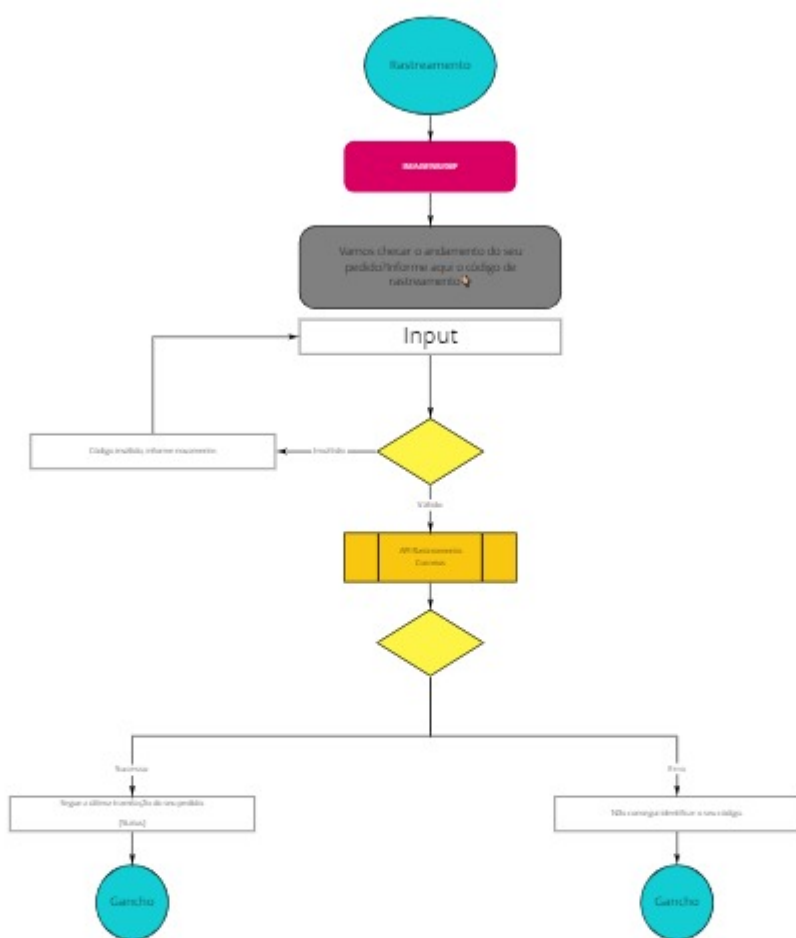 Rastreamento
Vamos checar o andamento do seu
pedido?Informe aqui o código de
rastreamento
Input
Código inválido, informe novamente.
Inválido
Válido
API Rastreamento
Correios
Sucesso
Erro
Segue a última tramitação do seu pedido.
[Status]
Não consegui identificar o seu código.
Gancho
Gancho